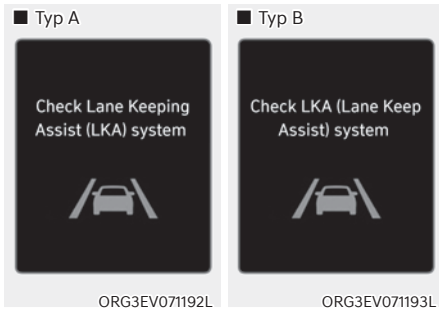 ■ Typ A
Check Lane Keeping
Assist (LKA) system
ORG3EV071192L
■ Typ B
Check LKA (Lane Keep
Assist) system
ORG3EV071193L